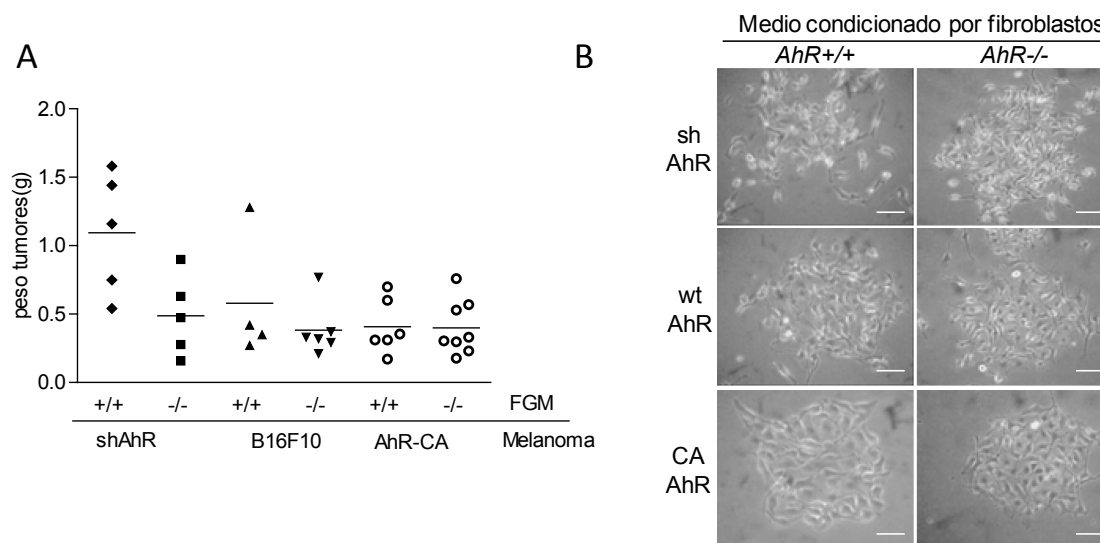 A
peso tumores(g)
2.0
1.5
1.0
0.5
0.0
+/+ -/- +/+ -/- +/+ -/- FGM
shAhR B16F10 AhR-CA Melanoma
B
Medio condicionado por fibroblastos
AhR+/+ AhR-/-
sh
AhR
wt
AhR
CA
AhR